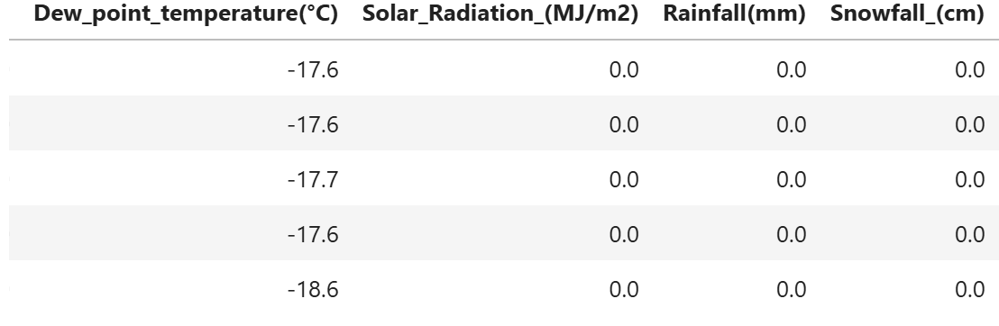 Dew_point_temperature(°C) Solar_Radiation_(MJ/m2) Rainfall(mm) Snowfall_(cm)
-17.6 0.0 0.0 0.0
-17.6 0.0 0.0 0.0
-17.7 0.0 0.0 0.0
-17.6 0.0 0.0 0.0
-18.6 0.0 0.0 0.0